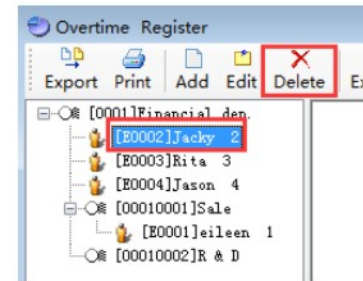 Overtime Register
Export Print Add Edit Delete
[0001]Financial den.
[E0002]Jacky 2
[E0003]Rita 3
[E0004]Jason 4
[00010001]Sale
[E0001]eileen 1
[00010002]R & D